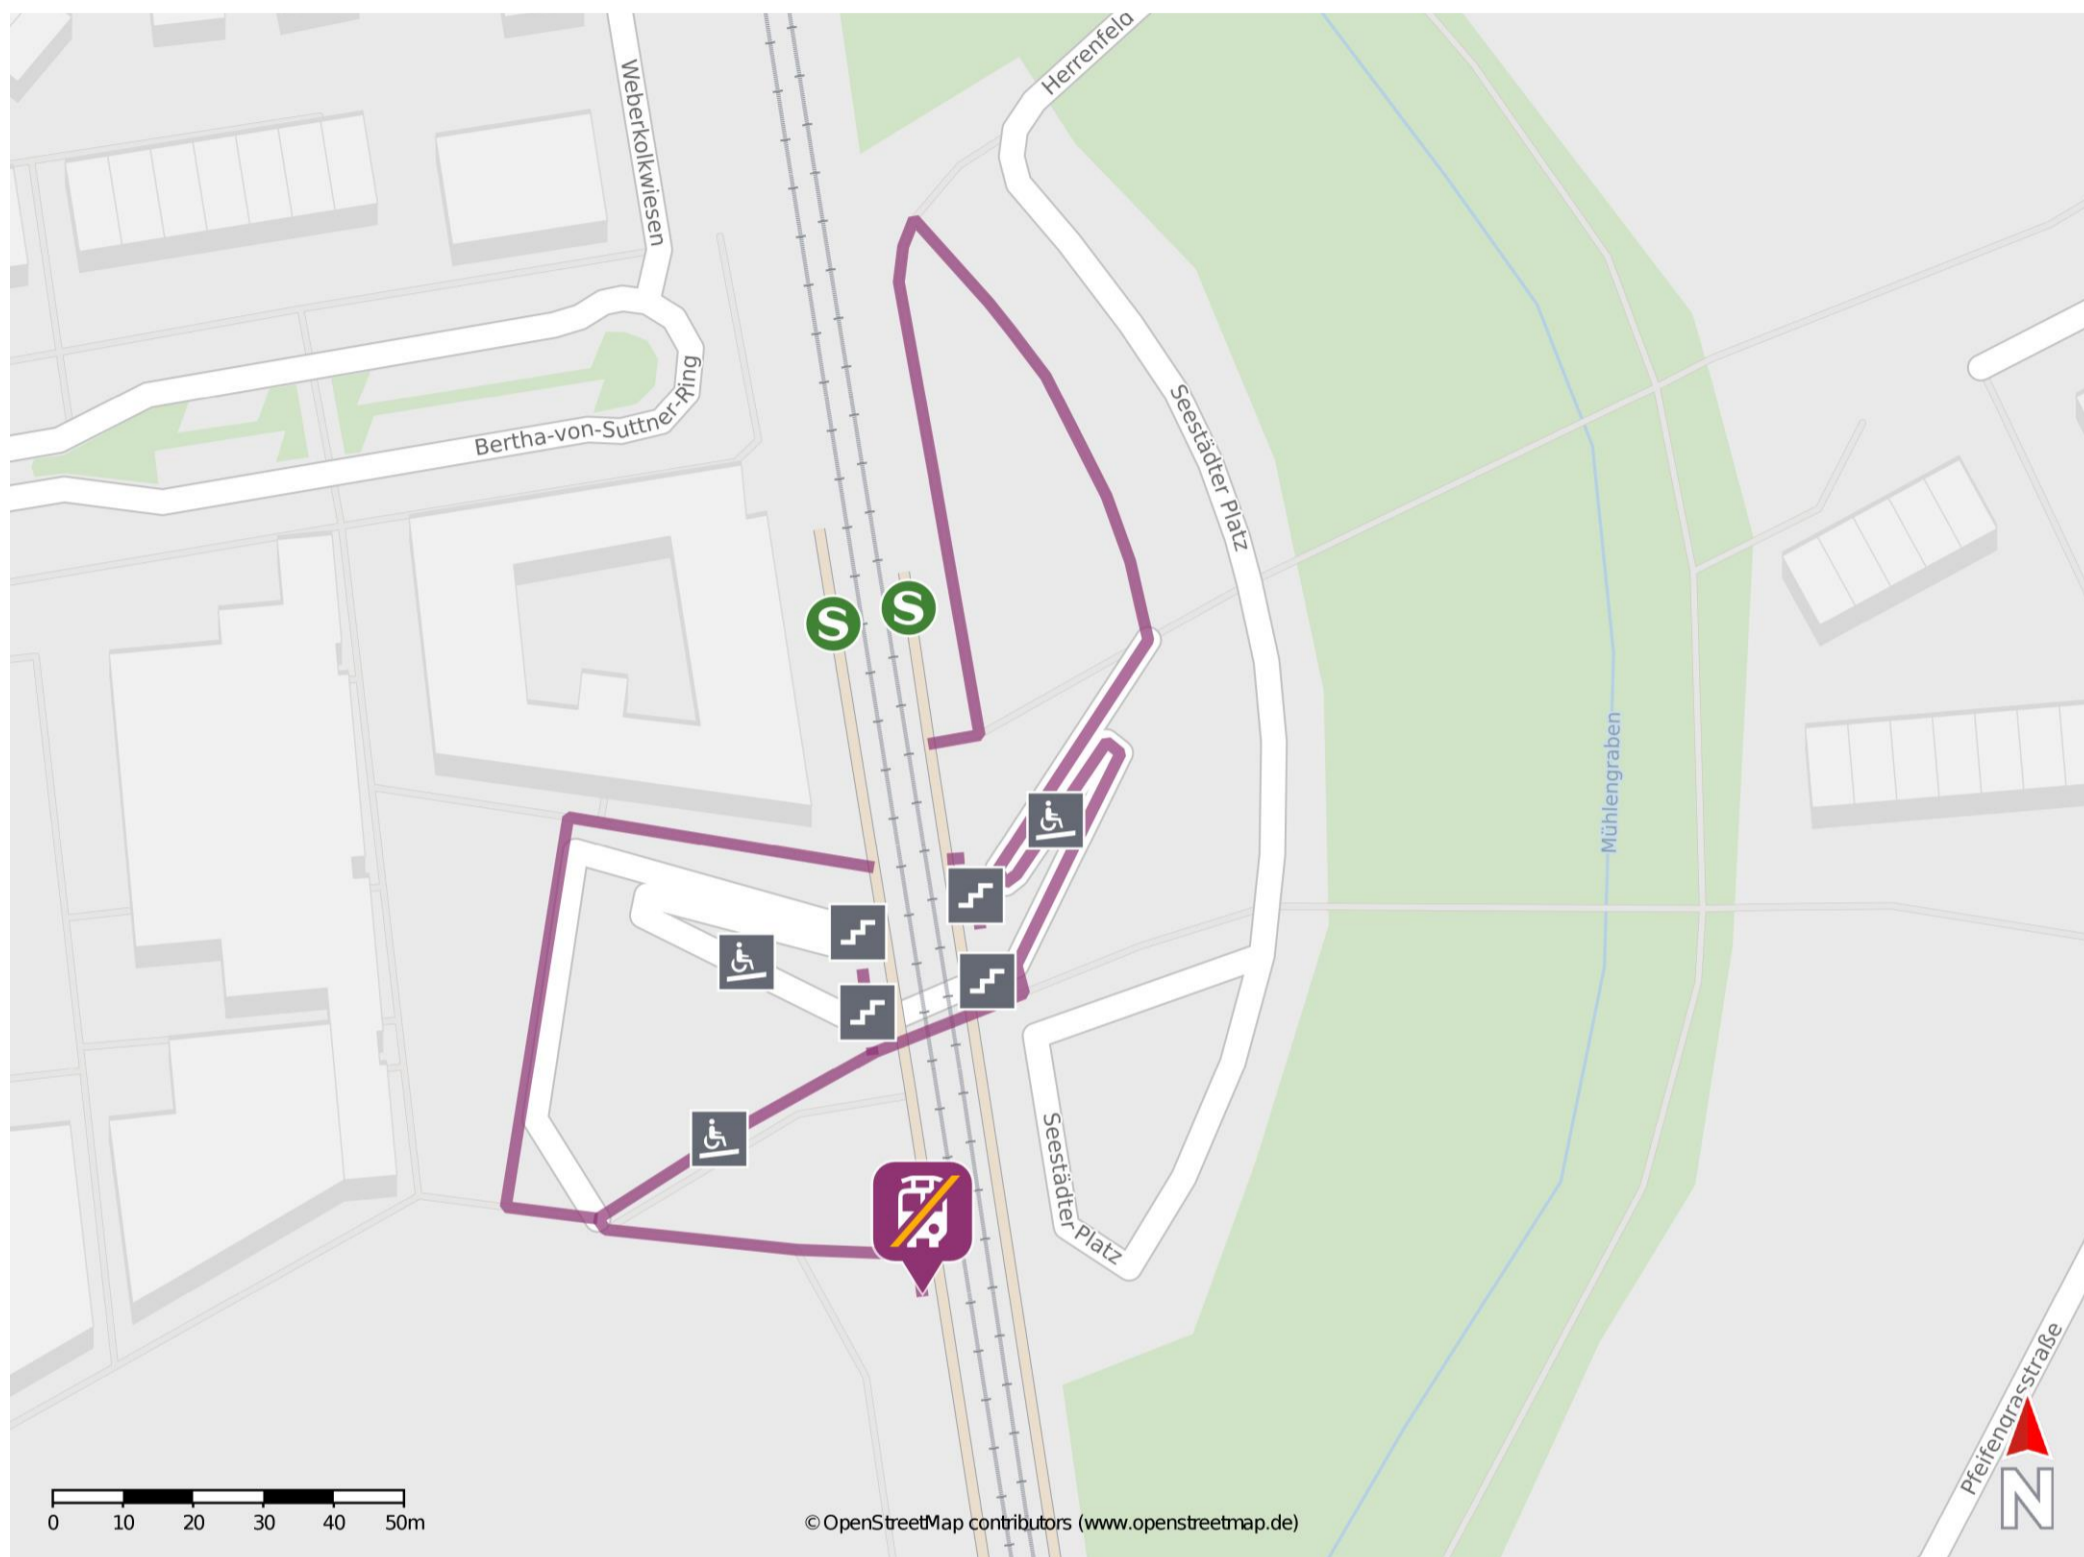 Herrenfeld
Weberkolkwiesen
Bertha-von-Suttner-Ring
Seestädter Platz
S
S
Mühlengraben
Seestädter Platz
Pfeifengrasstraße
N
0 10 20 30 40 50m
© OpenStreetMap contributors (www.openstreetmap.de)